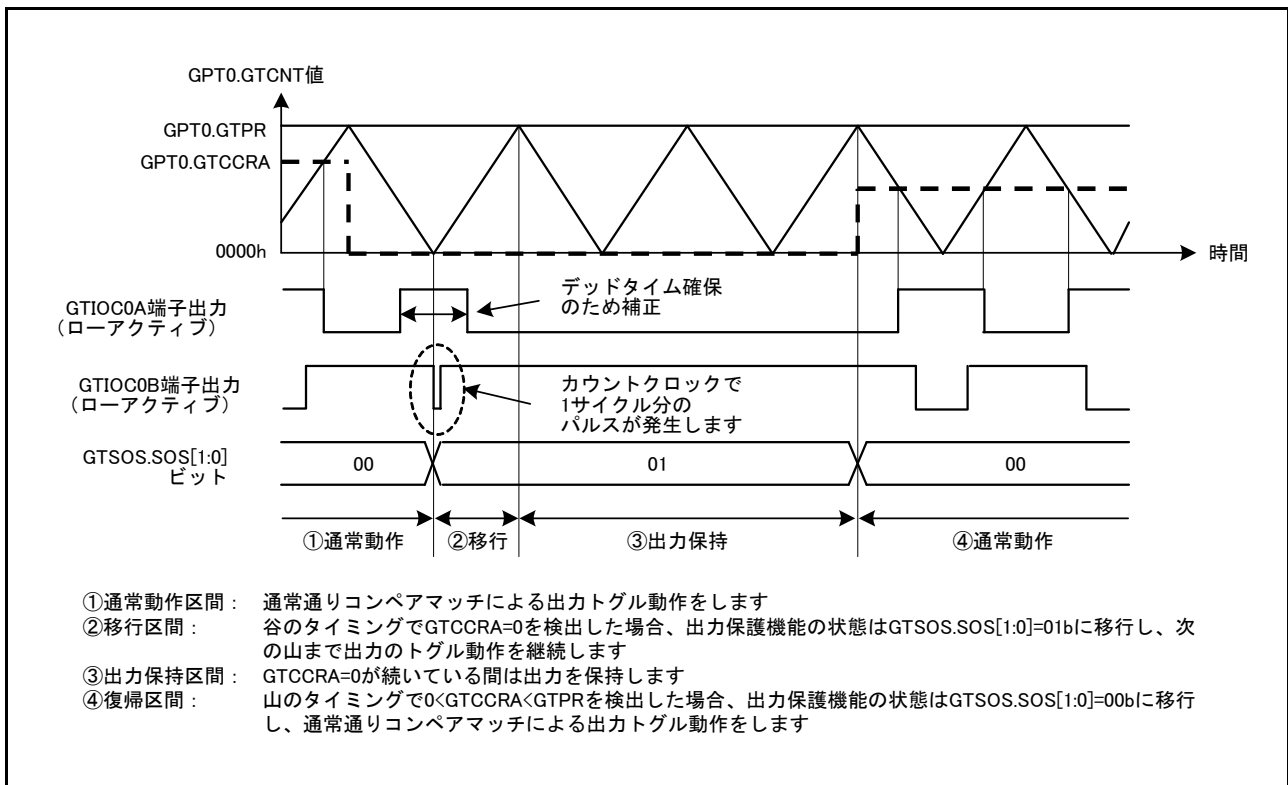 GPT0.GTCNT値
GPT0.GTPR
GPT0.GTCCRA
0000h
時間
デッドタイム確保
のため補正
GTIOC0A端子出力
(ローアクティブ)
GTIOC0B端子出力
(ローアクティブ)
カウントクロックで
1サイクル分の
パルスが発生します
GTSOS.SOS[1:0]
ビット
00
01
00
①通常動作
②移行
③出力保持
④通常動作
①通常動作区間： 通常通りコンペアマッチによる出力トグル動作をします
②移行区間： 谷のタイミングでGTCCRA=0を検出した場合、出力保護機能の状態はGTSOS.SOS[1:0]=01bに移行し、次
の山まで出力のトグル動作を継続します
③出力保持区間： GTCCRA=0が続いている間は出力を保持します
④復帰区間： 山のタイミングで0<GTCCRA<GTPRを検出した場合、出力保護機能の状態はGTSOS.SOS[1:0]=00bに移行
し、通常通りコンペアマッチによる出力トグル動作をします